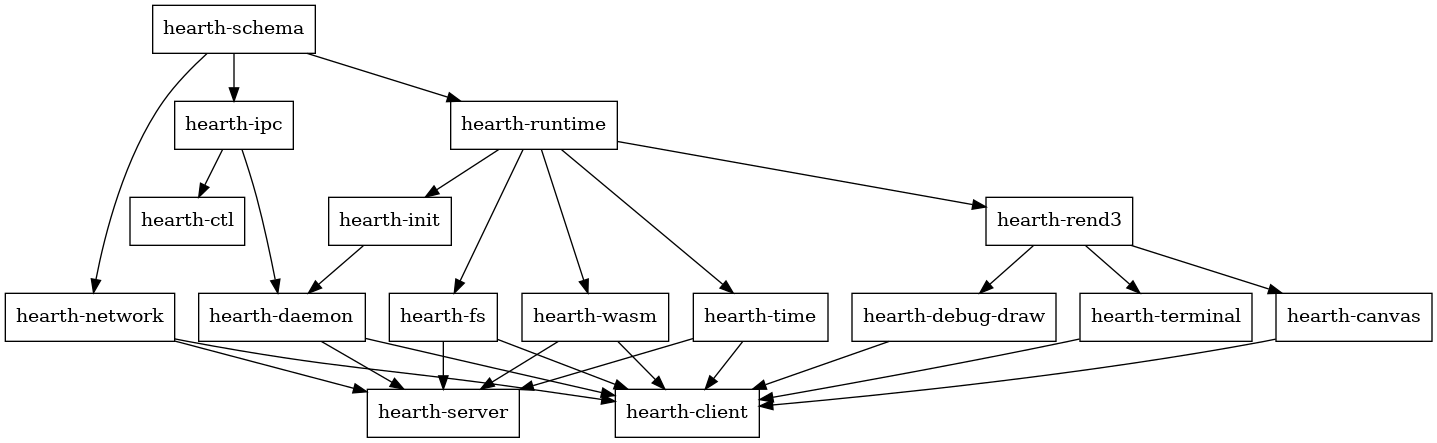 hearth-schema
hearth-ipc
hearth-runtime
hearth-ctl
hearth-init
hearth-rend3
hearth-network
hearth-daemon
hearth-fs
hearth-wasm
hearth-time
hearth-debug-draw
hearth-terminal
hearth-canvas
hearth-server
hearth-client